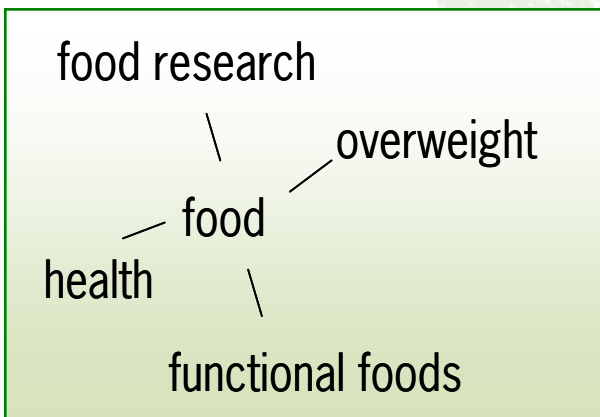 food research
overweight
food
health
functional foods